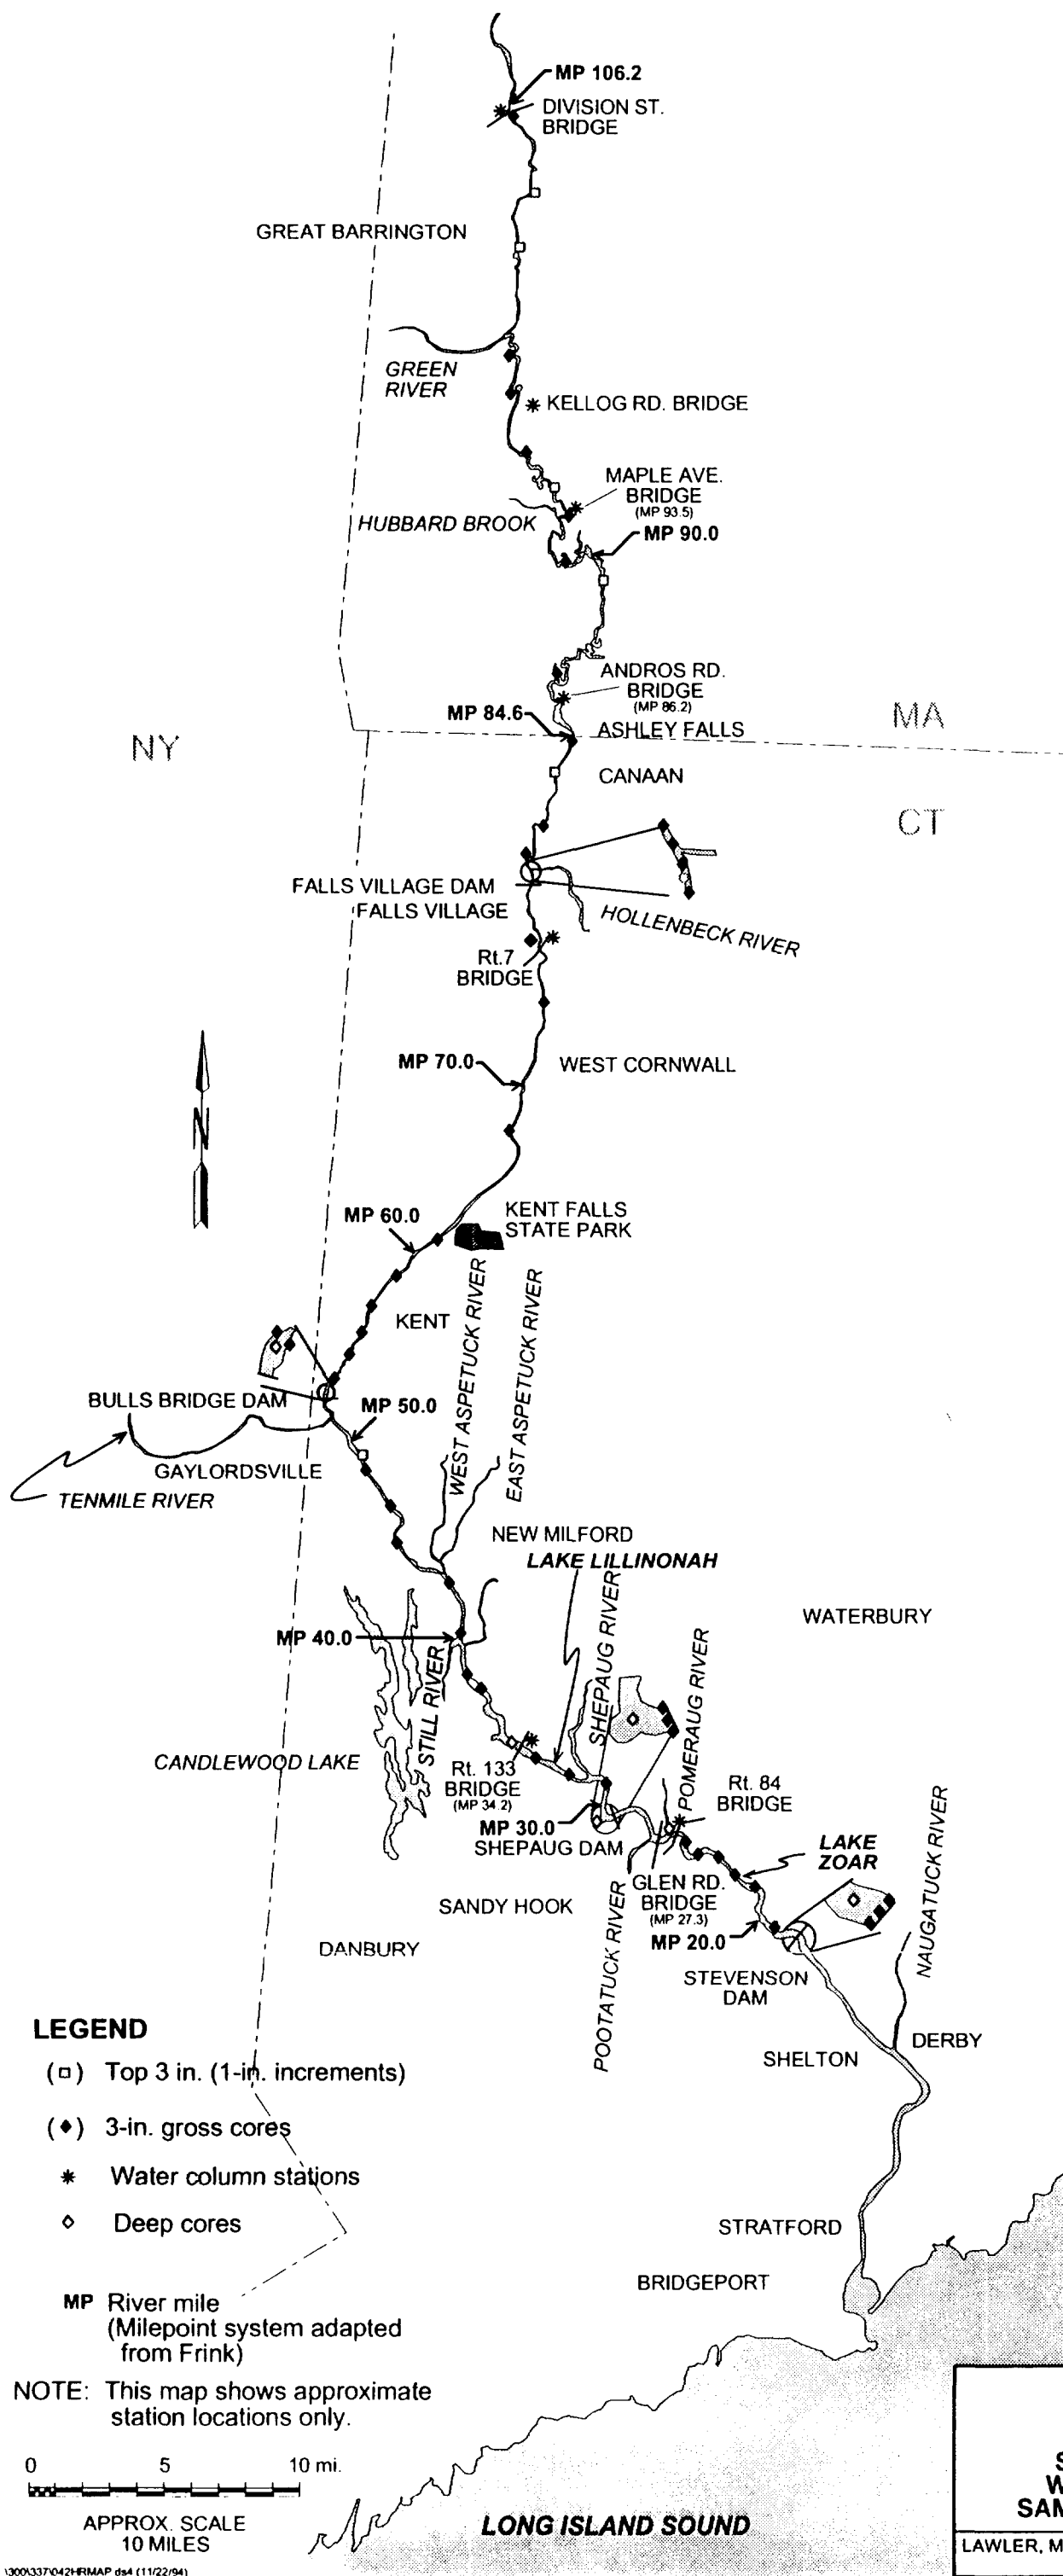 MP 106.2
DIVISION ST.
BRIDGE
GREAT BARRINGTON
GREEN
RIVER
KELLOG RD. BRIDGE
MAPLE AVE.
BRIDGE
(MP 93.5)
HUBBARD BROOK
MP 90.0
ANDROS RD.
BRIDGE
(MP 86.2)
MP 84.6
ASHLEY FALLS
MA
NY
CANAAN
CT
FALLS VILLAGE DAM
FALLS VILLAGE
HOLLENBECK RIVER
Rt.7
BRIDGE
MP 70.0
WEST CORNWALL
N
KENT FALLS
STATE PARK
MP 60.0
WEST ASPETUCK RIVER
EAST ASPETUCK RIVER
KENT
BULLS BRIDGE DAM
MP 50.0
GAYLORDSVILLE
TENMILE RIVER
NEW MILFORD
LAKE LILLINONAH
SHEPAUG RIVER
WATERBURY
MP 40.0
STILL RIVER
POMERAUG RIVER
CANDLEWOOD LAKE
Rt. 133
BRIDGE
(MP 34.2)
Rt. 84
BRIDGE
MP 30.0
SHEPAUG DAM
LAKE
ZOAR
NAUGATUCK RIVER
GLEN RD.
BRIDGE
(MP 27.3)
SANDY HOOK
MP 20.0
DANBURY
POOTATUCK RIVER
STEVENSON
DAM
DERBY
SHELTON
LEGEND
(□) Top 3 in. (1-in. increments)
(♦) 3-in. gross cores
* Water column stations
◇ Deep cores
MP River mile
(Milepoint system adapted
from Frink)
STRATFORD
BRIDGEPORT
NOTE: This map shows approximate
station locations only.
0 5 10 mi.
APPROX. SCALE
10 MILES
LONG ISLAND SOUND
S
W
SAM
LAWLER, M
\300\337\042HRMAP ds4 (11/22/94)